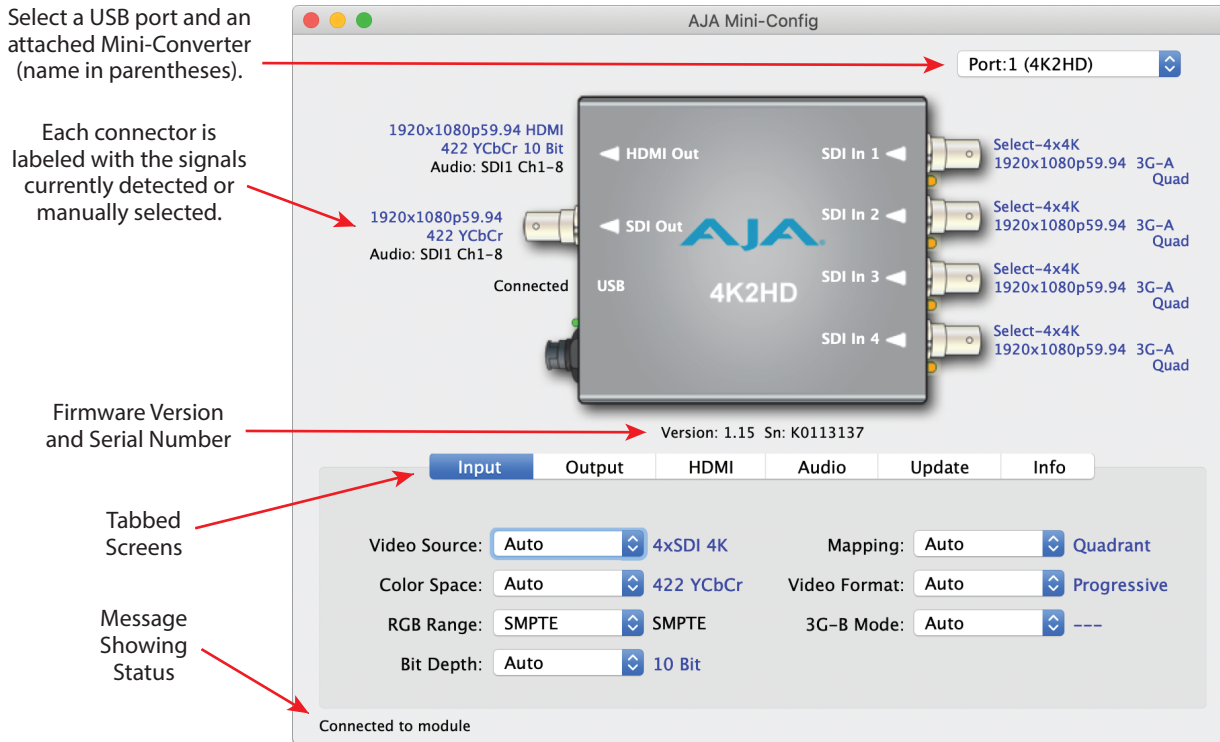 Select a USB port and an
attached Mini-Converter
(name in parentheses).
Each connector is
labeled with the signals
currently detected or
manually selected.
Firmware Version
and Serial Number
Tabbed
Screens
Message
Showing
Status
AJA Mini-Config
Port:1 (4K2HD)
1920x1080p59.94 HDMI
422 YCbCr 10 Bit
Audio: SDI1 Ch1-8
1920x1080p59.94
422 YCbCr
Audio: SDI1 Ch1-8
Connected
HDMI Out
SDI Out
USB
AJA
4K2HD
SDI In 1
SDI In 2
SDI In 3
SDI In 4
Select-4x4K
1920x1080p59.94 3G-A
Quad
Select-4x4K
1920x1080p59.94 3G-A
Quad
Select-4x4K
1920x1080p59.94 3G-A
Quad
Select-4x4K
1920x1080p59.94 3G-A
Quad
Version: 1.15 Sn: K0113137
Input Output HDMI Audio Update Info
Video Source: Auto 4xSDI 4K Mapping: Auto Quadrant
Color Space: Auto 422 YCbCr Video Format: Auto Progressive
RGB Range: SMPTE SMPTE 3G-B Mode: Auto ---
Bit Depth: Auto 10 Bit
Connected to module